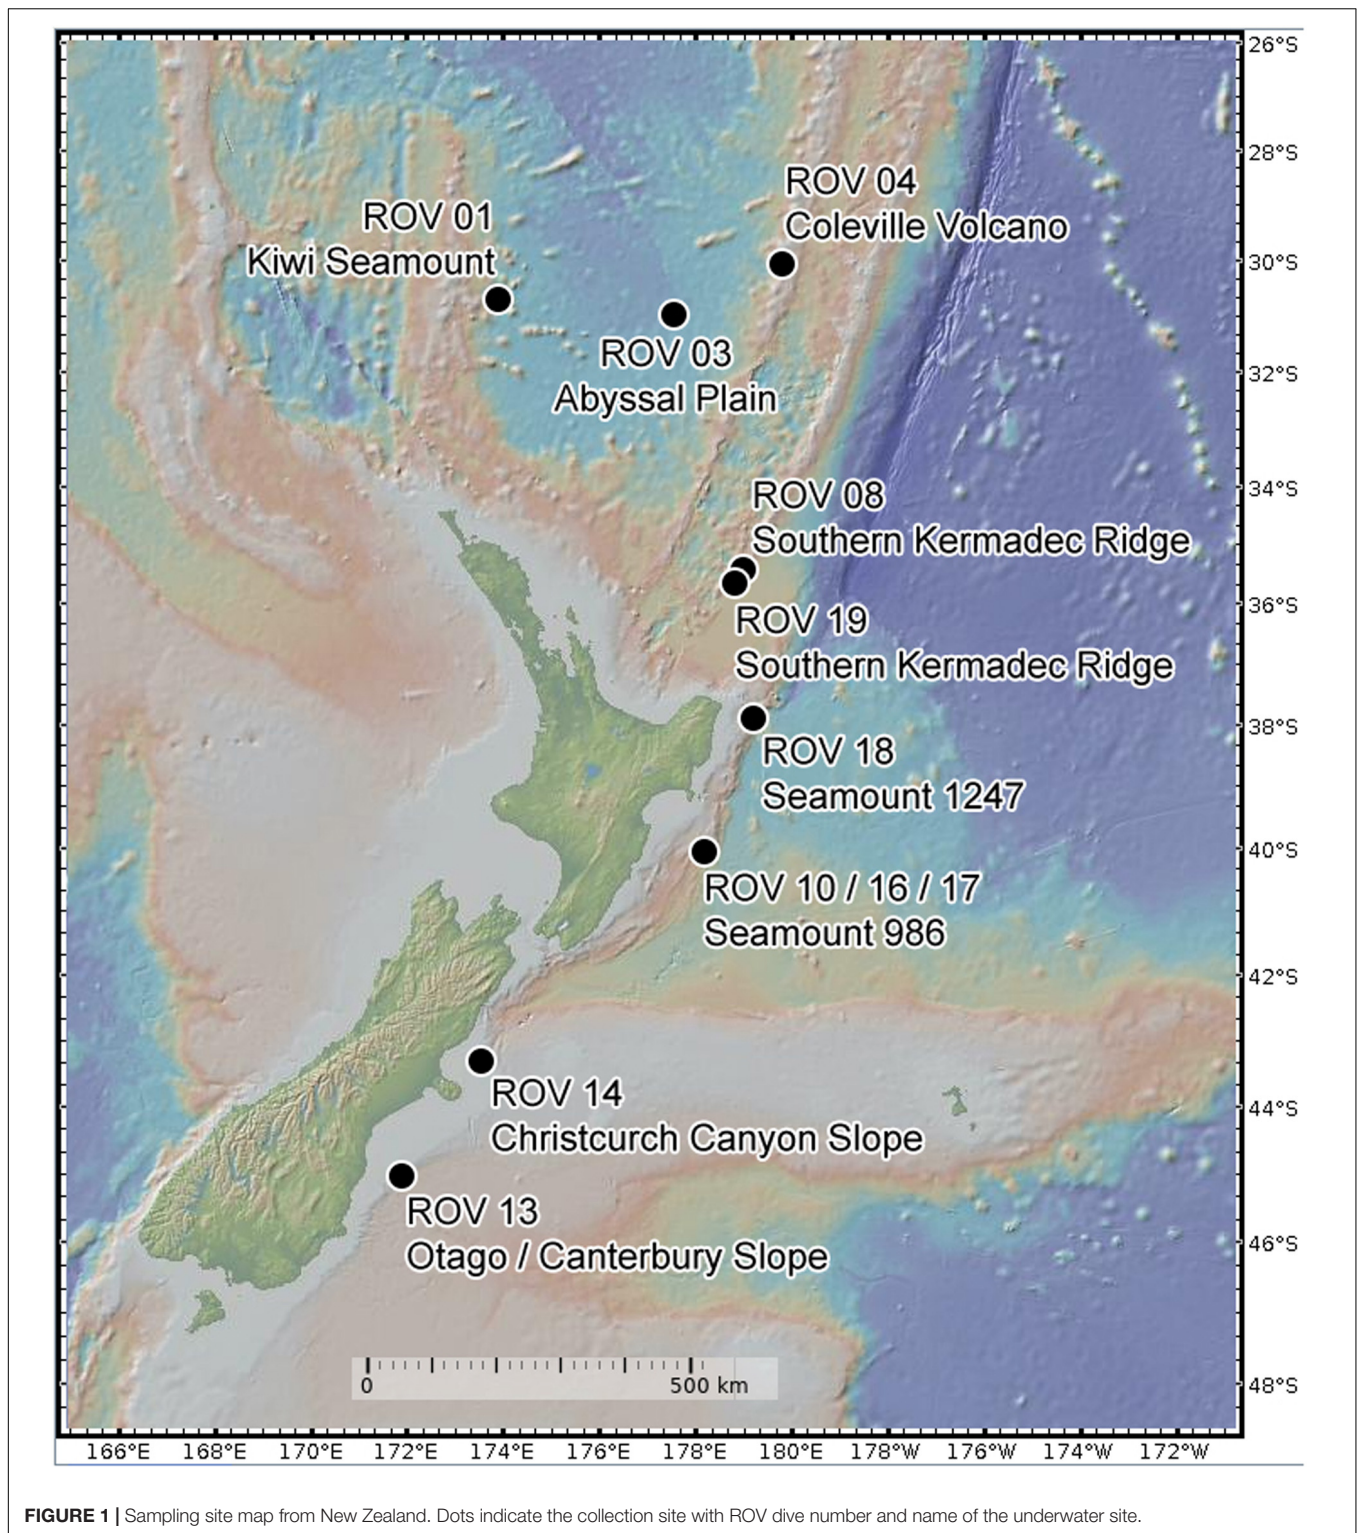 26°S
28°S
ROV 04
Coleville Volcano
ROV 01
Kiwi Seamount
30°S
ROV 03
Abyssal Plain
32°S
34°S
ROV 08
Southern Kermadec Ridge
36°S
ROV 19
Southern Kermadec Ridge
38°S
ROV 18
Seamount 1247
40°S
ROV 10 / 16 / 17
Seamount 986
42°S
ROV 14
Christcurch Canyon Slope
44°S
ROV 13
Otago / Canterbury Slope
46°S
0 500 km
48°S
166°E 168°E 170°E 172°E 174°E 176°E 178°E 180°E 178°W 176°W 174°W 172°W
FIGURE 1 | Sampling site map from New Zealand. Dots indicate the collection site with ROV dive number and name of the underwater site.